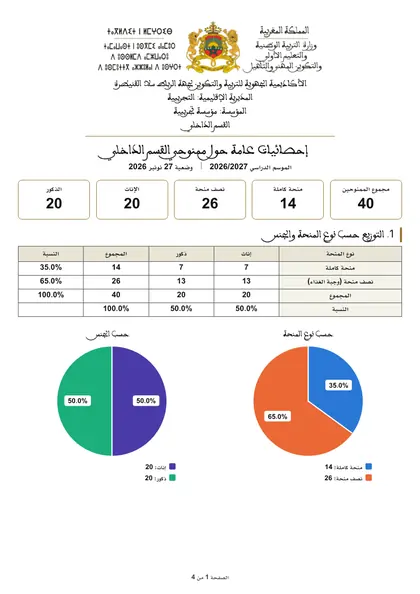 المملكة المغربية
وزارة التربية الوطنية
والتعليم الأولي
والتكوين المهني والتأهيل
الأكاديمية الجهوية للتربية والتكوين لجهة الرباط سلا القنيطرة
المديرية الإقليمية: التجريبية
المؤسسة: مؤسسة تجريبية
القسم الداخلي
إحصائيات عامة حول ممنوحي القسم الداخلي
الموسم الدراسي 2026/2027 | وضعية 27 نونبر 2026
مجموع الممنوحين
40
منحة كاملة
14
نصف منحة
26
الإناث
20
الذكور
20
1. التوزيع حسب نوع المنحة والجنس
نوع المنحة إناث ذكور المجموع النسبة
منحة كاملة 7 7 14 35.0%
نصف منحة (وجبة الغداء) 13 13 26 65.0%
المجموع 20 20 40 100.0%
النسبة 50.0% 50.0% 100.0%
حسب نوع المنحة
35.0%
65.0%
منحة كاملة: 14
نصف منحة: 26
حسب الجنس
50.0%
50.0%
إناث: 20
ذكور: 20
الصفحة 1 من 4